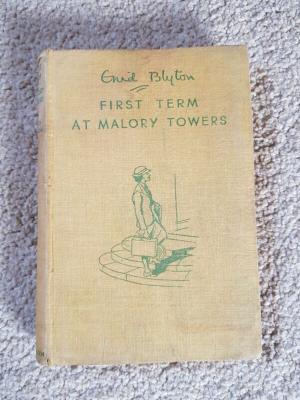 Enid Blyton
FIRST TERM
AT MALORY TOWERS